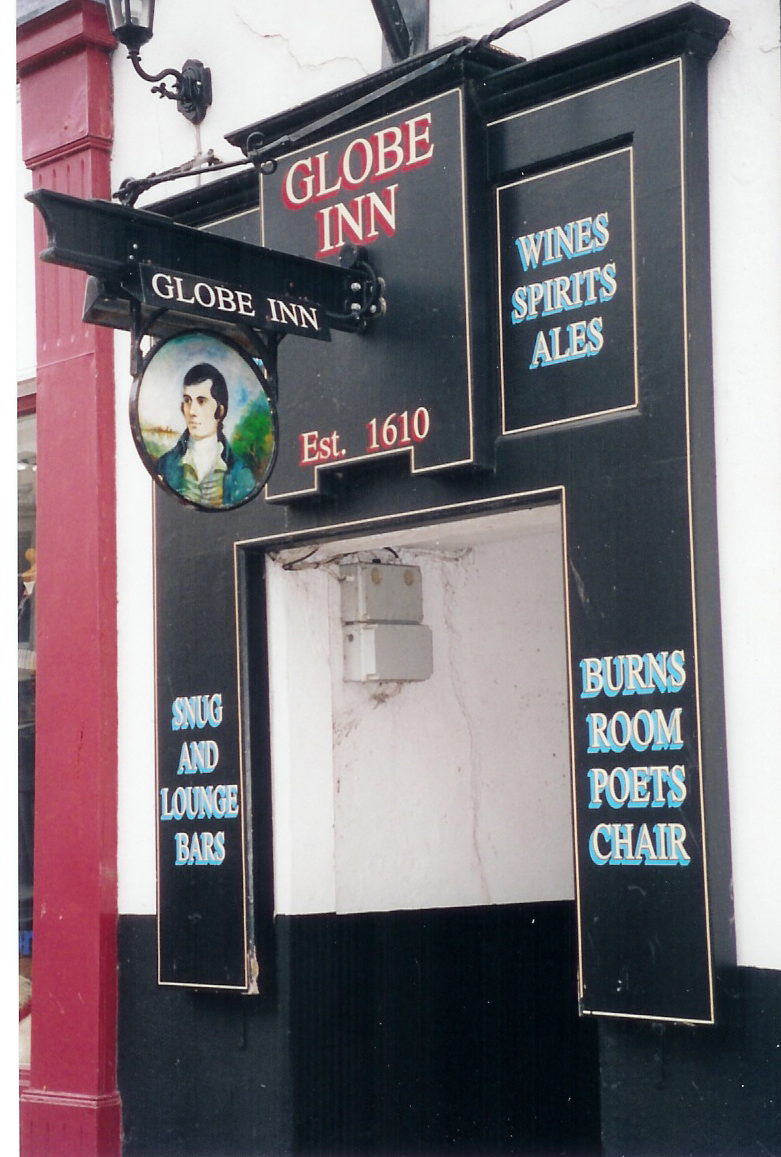 GLOBE
INN
Est. 1610
GLOBE INN
WINES
SPIRITS
ALES
SNUG
AND
LOUNGE
BARS
BURNS
ROOM
POETS
CHAIR